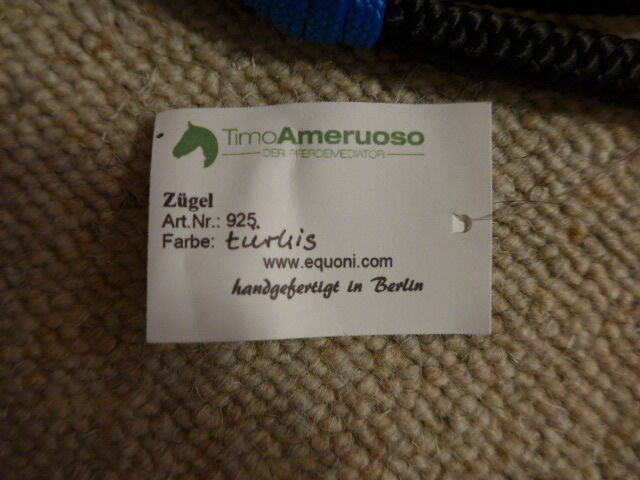 TimoAmeruoso
DER PFERDEMEDIATOR
Zügel
Art.Nr.: 925
Farbe: türkis
www.equoni.com
handgefertigt in Berlin